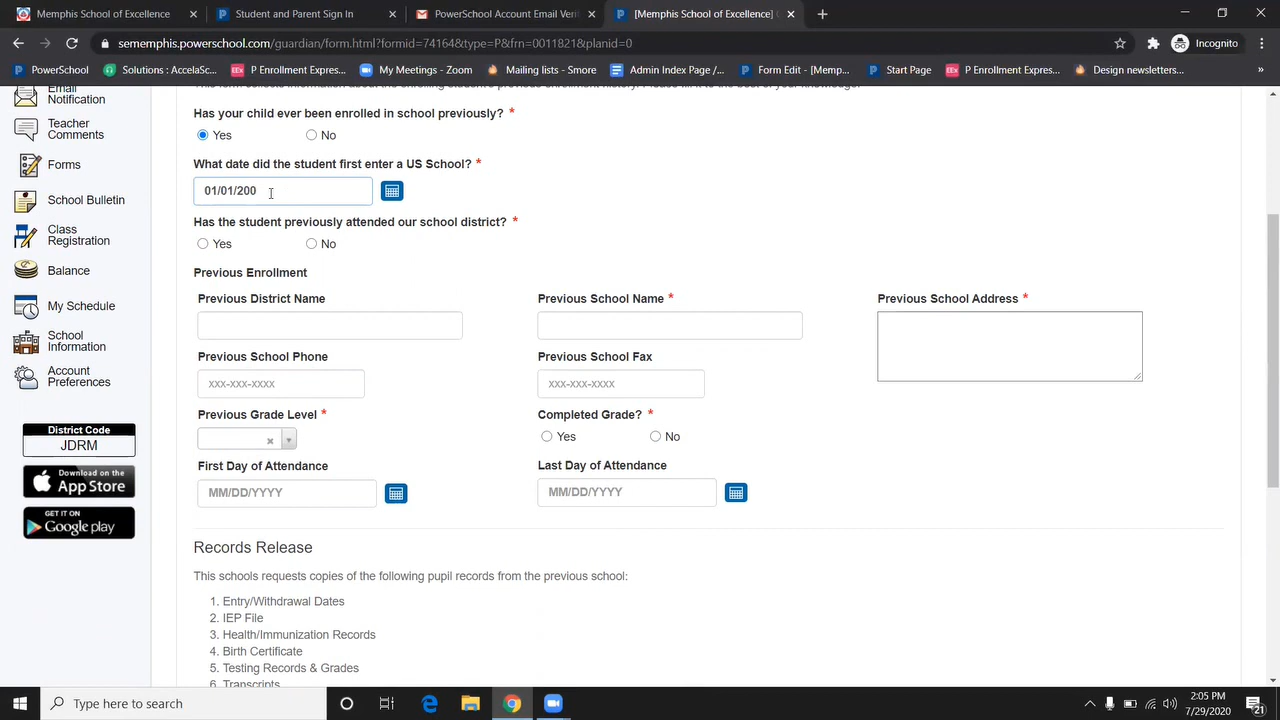 Memphis School of Excellence
Student and Parent Sign In
PowerSchool Account Email Veri
[Memphis School of Excellence]
sememphis.powerschool.com/guardian/form.html?formid=74164&type=P&frn=0011821&planid=0
Incognito
PowerSchool
Solutions : AccelaSc...
P Enrollment Expres...
My Meetings - Zoom
Mailing lists - Smore
Admin Index Page /...
Form Edit - [Memp...
Start Page
P Enrollment Expres...
Design newsletters...
»
Email
Notification
Teacher
Comments
Forms
School Bulletin
Class
Registration
Balance
My Schedule
School
Information
Account
Preferences
District Code
JDRM
Download on the
App Store
GET IT ON
Google play
Has your child ever been enrolled in school previously? *
Yes No
What date did the student first enter a US School? *
01/01/200
Has the student previously attended our school district? *
Yes No
Previous Enrollment
Previous District Name
Previous School Name *
Previous School Address *
Previous School Phone
xxx-xxx-xxxx
Previous School Fax
xxx-xxx-xxxx
Previous Grade Level *
Completed Grade? *
Yes No
First Day of Attendance
MM/DD/YYYY
Last Day of Attendance
MM/DD/YYYY
Records Release
This schools requests copies of the following pupil records from the previous school:
1. Entry/Withdrawal Dates
2. IEP File
3. Health/Immunization Records
4. Birth Certificate
5. Testing Records & Grades
6. Transcripts
Type here to search
2:05 PM
7/29/2020
21